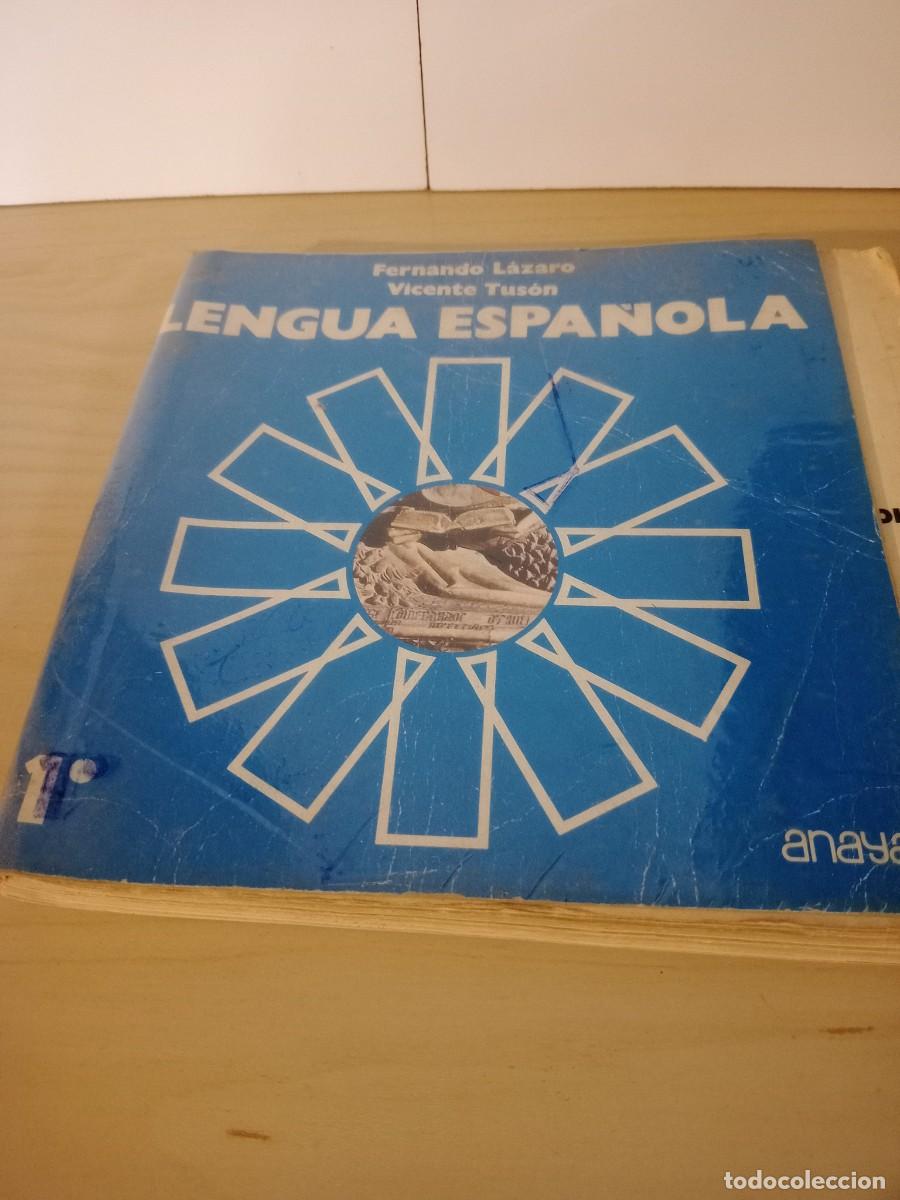 Fernando Lázaro
Vicente Tusón
LENGUA ESPAÑOLA
1º
anaya
todocoleccion